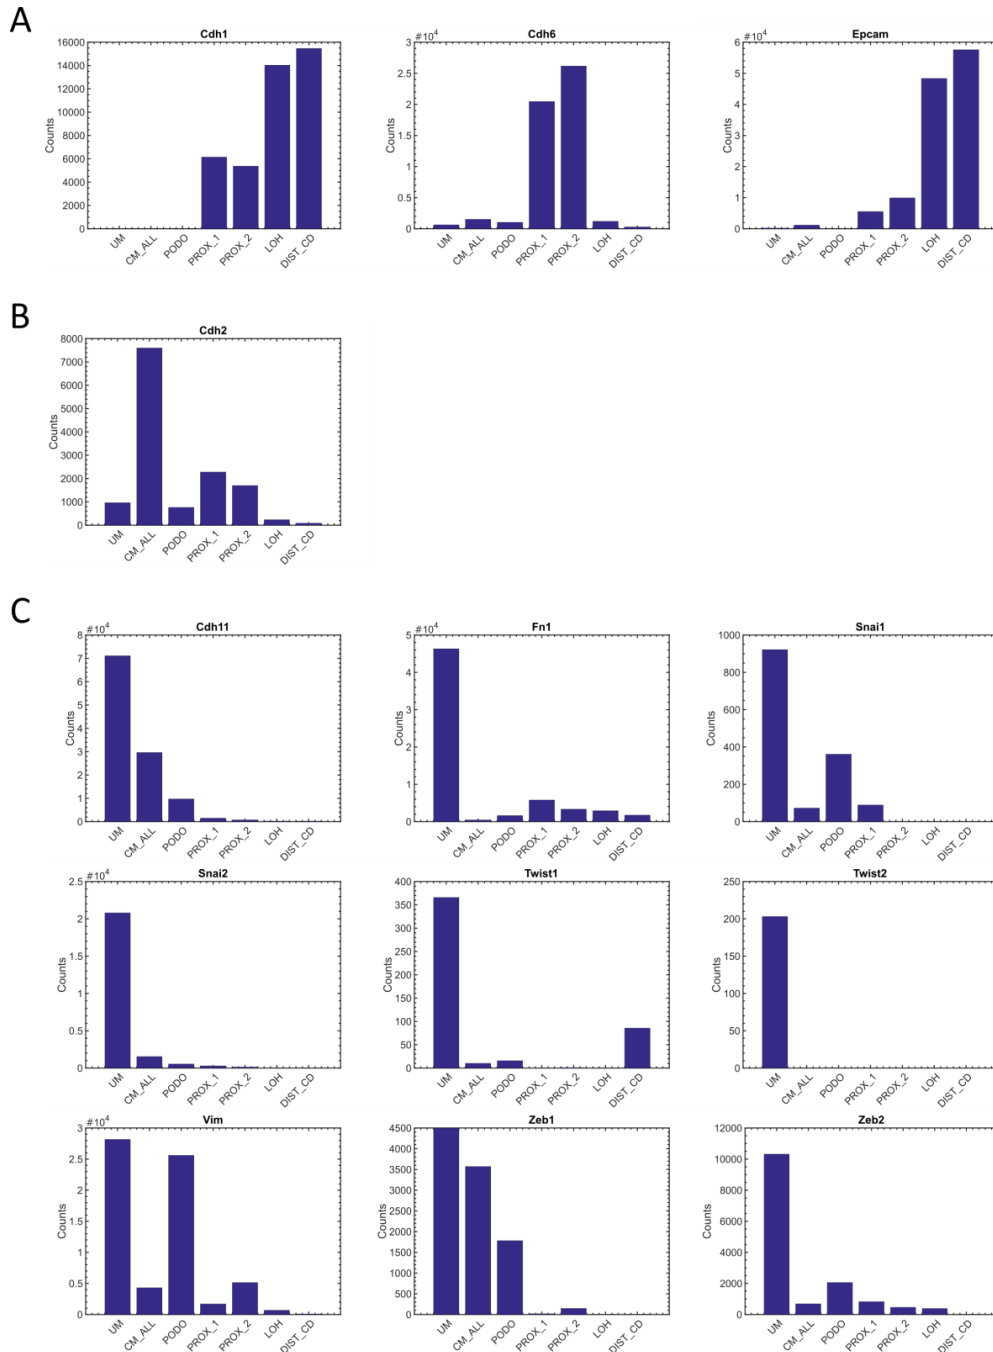 A
Cdh1
Counts
16000
14000
12000
10000
8000
6000
4000
2000
0
UM CM_ALL PODO PROX_1 PROX_2 LOH DIST_CD
Cdh6
#10^4
Counts
3
2.5
2
1.5
1
0.5
0
UM CM_ALL PODO PROX_1 PROX_2 LOH DIST_CD
Epcam
#10^4
Counts
6
5
4
3
2
1
0
UM CM_ALL PODO PROX_1 PROX_2 LOH DIST_CD
B
Cdh2
Counts
8000
7000
6000
5000
4000
3000
2000
1000
0
UM CM_ALL PODO PROX_1 PROX_2 LOH DIST_CD
C
Cdh11
#10^4
Counts
8
7
6
5
4
3
2
1
0
UM CM_ALL PODO PROX_1 PROX_2 LOH DIST_CD
Fn1
#10^4
Counts
5
4
3
2
1
0
UM CM_ALL PODO PROX_1 PROX_2 LOH DIST_CD
Snai1
Counts
1000
800
600
400
200
0
UM CM_ALL PODO PROX_1 PROX_2 LOH DIST_CD
Snai2
#10^4
Counts
2.5
2
1.5
1
0.5
0
UM CM_ALL PODO PROX_1 PROX_2 LOH DIST_CD
Twist1
Counts
400
350
300
250
200
150
100
50
0
UM CM_ALL PODO PROX_1 PROX_2 LOH DIST_CD
Twist2
Counts
250
200
150
100
50
0
UM CM_ALL PODO PROX_1 PROX_2 LOH DIST_CD
Vim
#10^4
Counts
3
2.5
2
1.5
1
0.5
0
UM CM_ALL PODO PROX_1 PROX_2 LOH DIST_CD
Zeb1
Counts
4500
4000
3500
3000
2500
2000
1500
1000
500
0
UM CM_ALL PODO PROX_1 PROX_2 LOH DIST_CD
Zeb2
Counts
12000
10000
8000
6000
4000
2000
0
UM CM_ALL PODO PROX_1 PROX_2 LOH DIST_CD